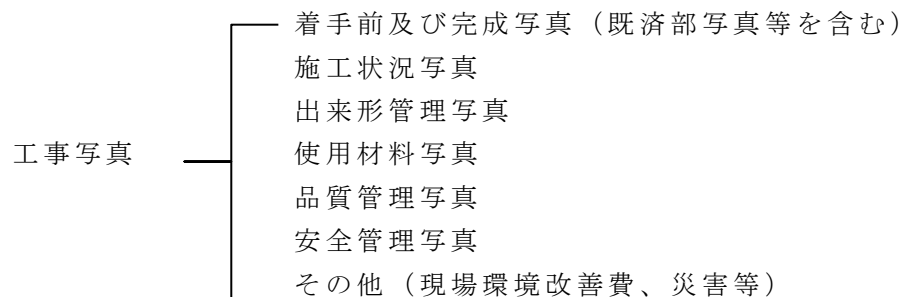 着手前及び完成写真（既済部写真等を含む）
施工状況写真
出来形管理写真
工事写真
使用材料写真
品質管理写真
安全管理写真
その他（現場環境改善費、災害等）